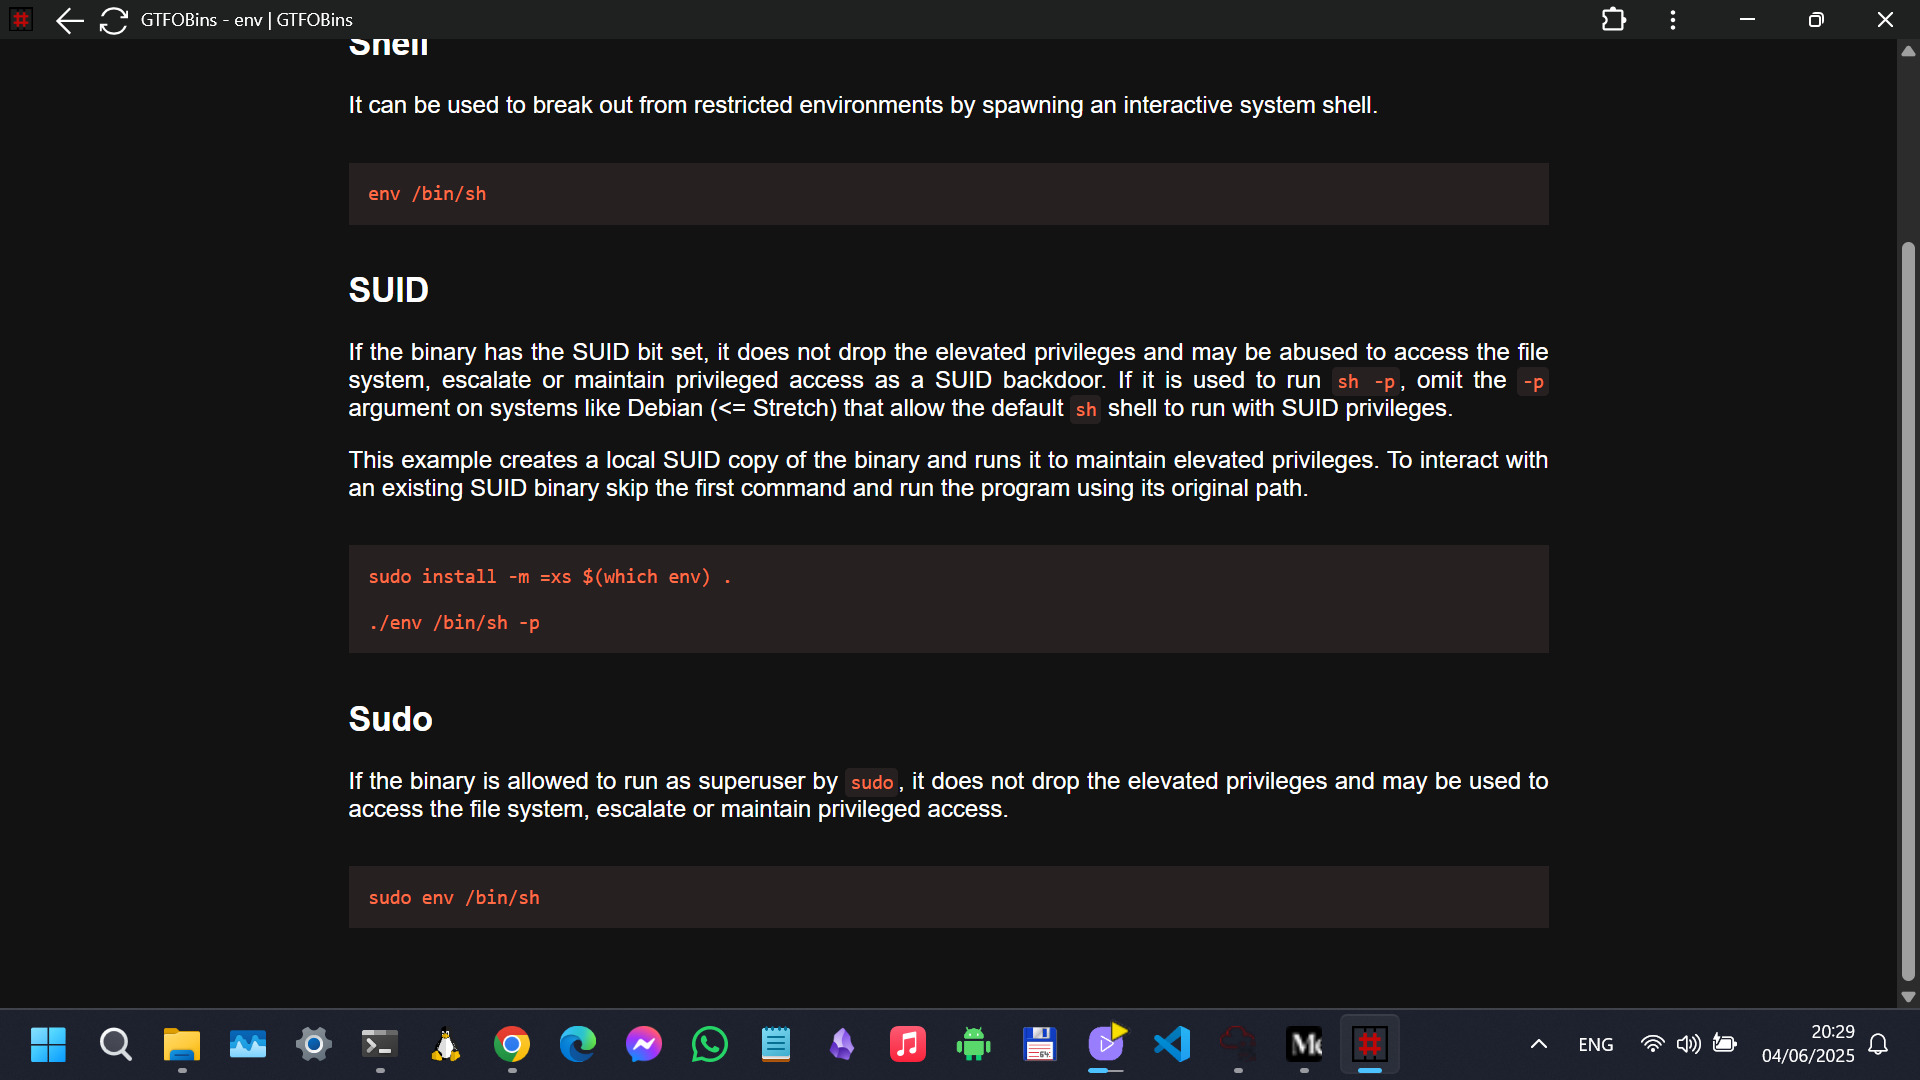 GTFOBins - env | GTFOBins
Shell
It can be used to break out from restricted environments by spawning an interactive system shell.
env /bin/sh
SUID
If the binary has the SUID bit set, it does not drop the elevated privileges and may be abused to access the file
system, escalate or maintain privileged access as a SUID backdoor. If it is used to run sh -p, omit the -p
argument on systems like Debian (<= Stretch) that allow the default sh shell to run with SUID privileges.
This example creates a local SUID copy of the binary and runs it to maintain elevated privileges. To interact with
an existing SUID binary skip the first command and run the program using its original path.
sudo install -m =xs $(which env) .
./env /bin/sh -p
Sudo
If the binary is allowed to run as superuser by sudo, it does not drop the elevated privileges and may be used to
access the file system, escalate or maintain privileged access.
sudo env /bin/sh
64
ENG
20:29
04/06/2025